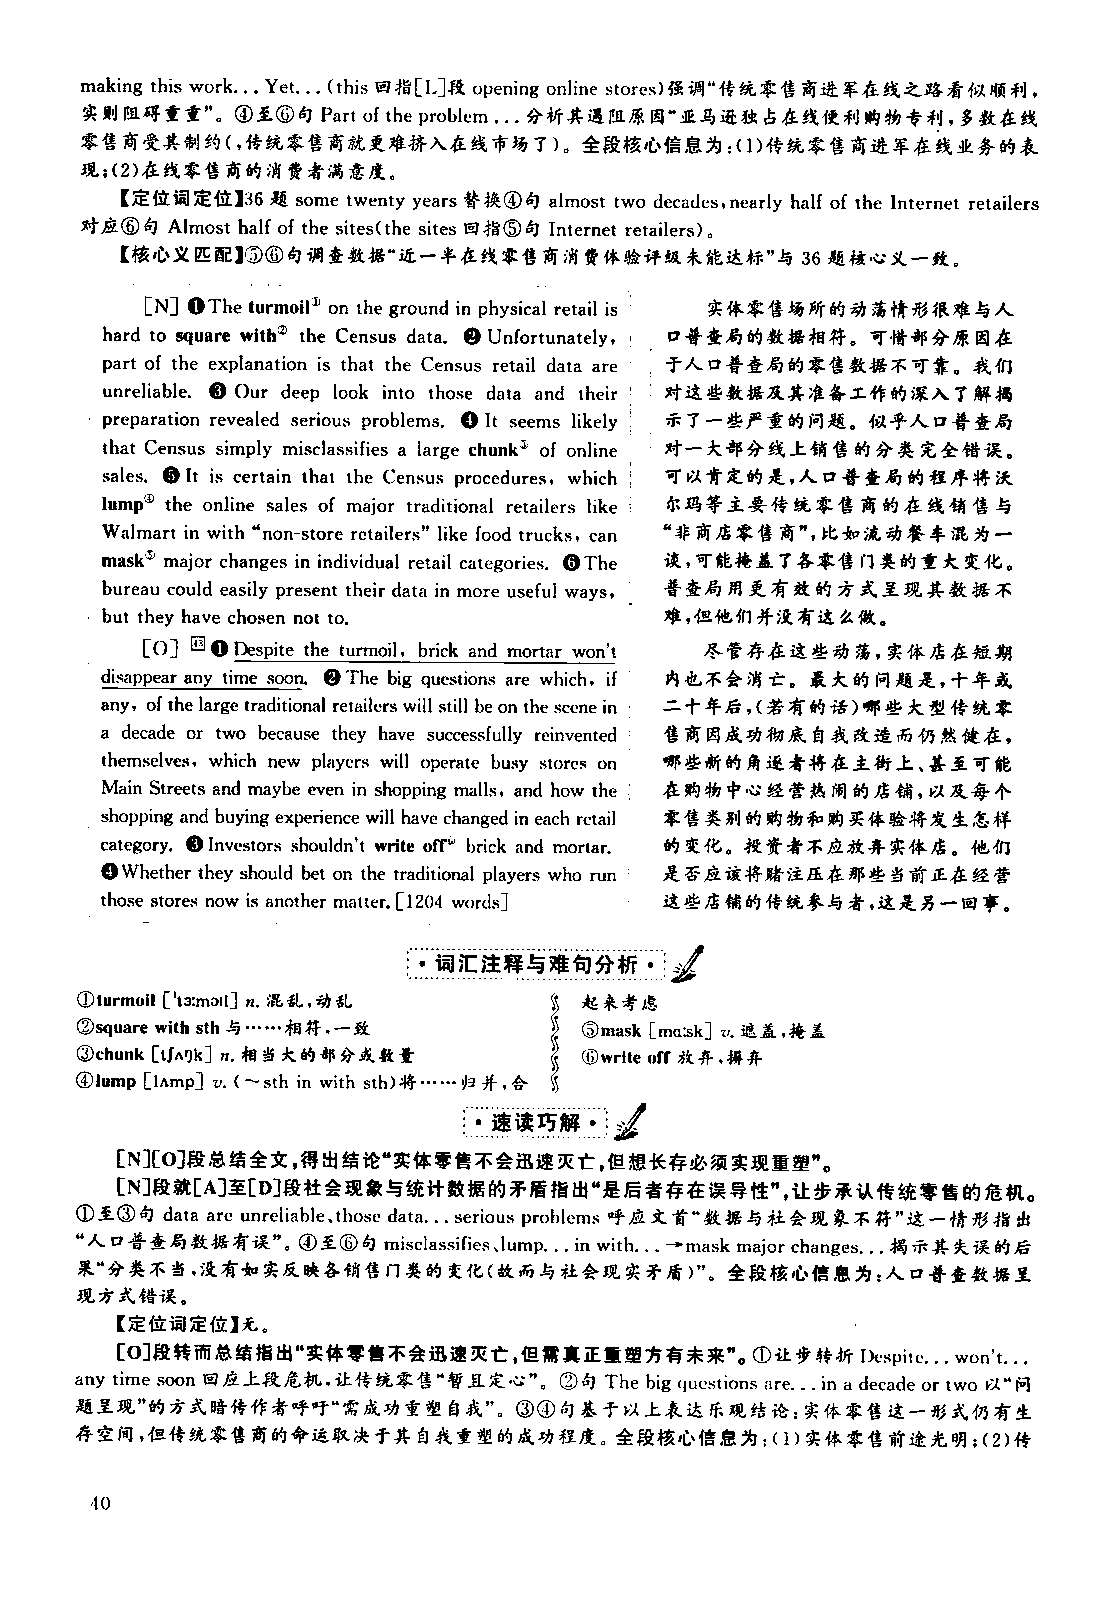 making this work... Yet... (this 回指[L]段 opening online stores)强调“传统零售商进军在线之路看似顺利,
实则阻碍重重”。④至⑥句 Part of the problem ... 分析其遇阻原因“亚马逊独占在线便利购物专利,多数在线
零售商受其制约(,传统零售商就更难挤入在线市场了)。全段核心信息为:(1)传统零售商进军在线业务的表
现;(2)在线零售商的消费者满意度。
【定位词定位】36 题 some twenty years 替换④句 almost two decades,nearly half of the Internet retailers
对应⑥句 Almost half of the sites(the sites 回指⑤句 Internet retailers)。
【核心义匹配】⑤⑥句调查数据“近一半在线零售商消费体验评级未能达标”与 36 题核心义一致。
[N] ❶The turmoil① on the ground in physical retail is
hard to square with② the Census data. ❷Unfortunately,
part of the explanation is that the Census retail data are
unreliable. ❸Our deep look into those data and their
preparation revealed serious problems. ❹It seems likely
that Census simply misclassifies a large chunk③ of online
sales. ❺It is certain that the Census procedures, which
lump④ the online sales of major traditional retailers like
Walmart in with “non-store retailers” like food trucks, can
mask⑤ major changes in individual retail categories. ❻The
bureau could easily present their data in more useful ways,
but they have chosen not to.
[O] 43 ❶Despite the turmoil, brick and mortar won't
disappear any time soon. ❷The big questions are which, if
any, of the large traditional retailers will still be on the scene in
a decade or two because they have successfully reinvented
themselves, which new players will operate busy stores on
Main Streets and maybe even in shopping malls, and how the
shopping and buying experience will have changed in each retail
category. ❸Investors shouldn't write off⑥ brick and mortar.
❹Whether they should bet on the traditional players who run
those stores now is another matter. [1204 words]
实体零售场所的动荡情形很难与人
口普查局的数据相符。可惜部分原因在
于人口普查局的零售数据不可靠。我们
对这些数据及其准备工作的深入了解揭
示了一些严重的问题。似乎人口普查局
对一大部分线上销售的分类完全错误。
可以肯定的是,人口普查局的程序将沃
尔玛等主要传统零售商的在线销售与
“非商店零售商”,比如流动餐车混为一
谈,可能掩盖了各零售门类的重大变化。
普查局用更有效的方式呈现其数据不
难,但他们并没有这么做。
尽管存在这些动荡,实体店在短期
内也不会消亡。最大的问题是,十年或
二十年后,(若有的话)哪些大型传统零
售商因成功彻底自我改造而仍然健在,
哪些新的角逐者将在主街上、甚至可能
在购物中心经营热闹的店铺,以及每个
零售类别的购物和购买体验将发生怎样
的变化。投资者不应放弃实体店。他们
是否应该将赌注压在那些当前正在经营
这些店铺的传统参与者,这是另一回事。
·词汇注释与难句分析·
①turmoil [ˈtɜːmɔɪl] n. 混乱,动乱
②square with sth 与……相符,一致
③chunk [tʃʌŋk] n. 相当大的部分或数量
④lump [lʌmp] v. (~sth in with sth)将……归并,合
起来考虑
⑤mask [mɑːsk] v. 遮盖,掩盖
⑥write off 放弃,摒弃
·速读巧解·
[N][O]段总结全文,得出结论“实体零售不会迅速灭亡,但想长存必须实现重塑”。
[N]段就[A]至[D]段社会现象与统计数据的矛盾指出“是后者存在误导性”,让步承认传统零售的危机。
①至③句 data are unreliable、those data... serious problems 呼应文首“数据与社会现象不符”这一情形指出
“人口普查局数据有误”。④至⑥句 misclassifies、lump... in with... →mask major changes... 揭示其失误的后
果“分类不当,没有如实反映各销售门类的变化(故而与社会现实矛盾)”。全段核心信息为:人口普查数据呈
现方式错误。
【定位词定位】无。
[O]段转而总结指出“实体零售不会迅速灭亡,但需真正重塑方有未来”。①让步转折 Despite... won't...
any time soon 回应上段危机,让传统零售“暂且定心”。②句 The big questions are... in a decade or two 以“问
题呈现”的方式暗传作者呼吁“需成功重塑自我”。③④句基于以上表达乐观结论:实体零售这一形式仍有生
存空间,但传统零售商的命运取决于其自我重塑的成功程度。全段核心信息为:(1)实体零售前途光明;(2)传
40